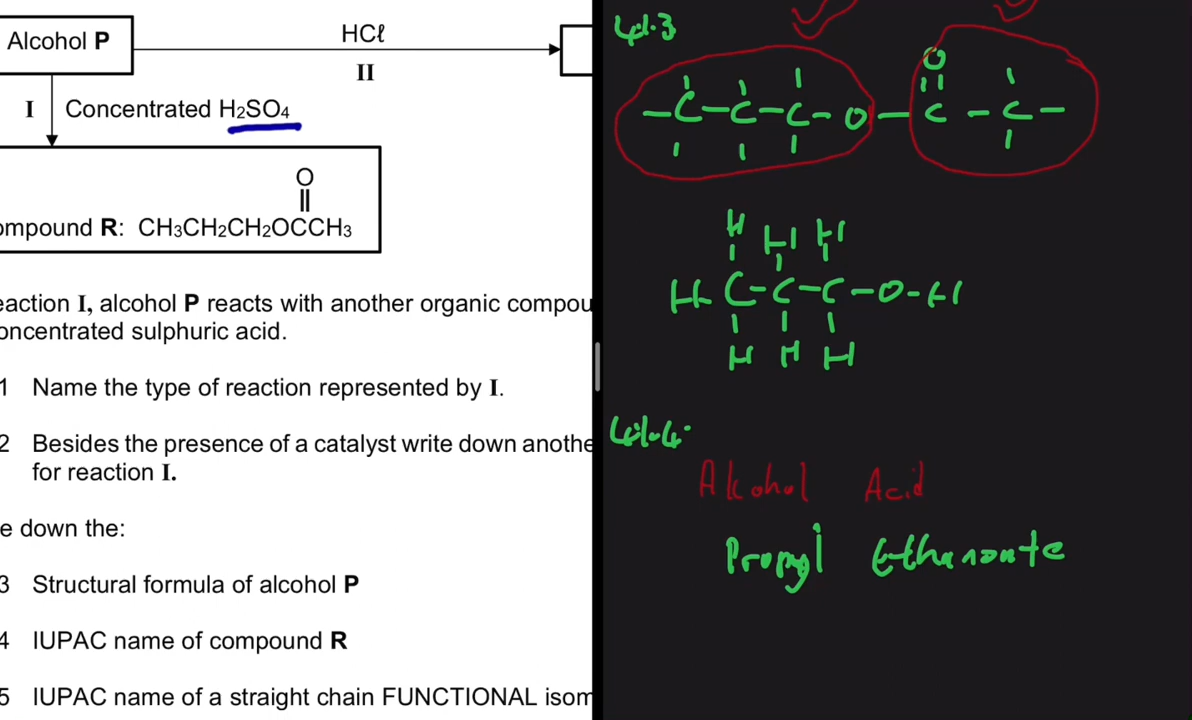 Alcohol P
HCℓ
II
I
Concentrated H2SO4
O
ompound R: CH3CH2CH2OCCH3
eaction I, alcohol P reacts with another organic compou
oncentrated sulphuric acid.
1 Name the type of reaction represented by I.
2 Besides the presence of a catalyst write down anothe
for reaction I.
e down the:
3 Structural formula of alcohol P
4 IUPAC name of compound R
5 IUPAC name of a straight chain FUNCTIONAL isom
4.1.3
O
C C C O C C
H H H
H C C C O H
H H H
4.1.4
Alcohol Acid
Propyl Ethanoate